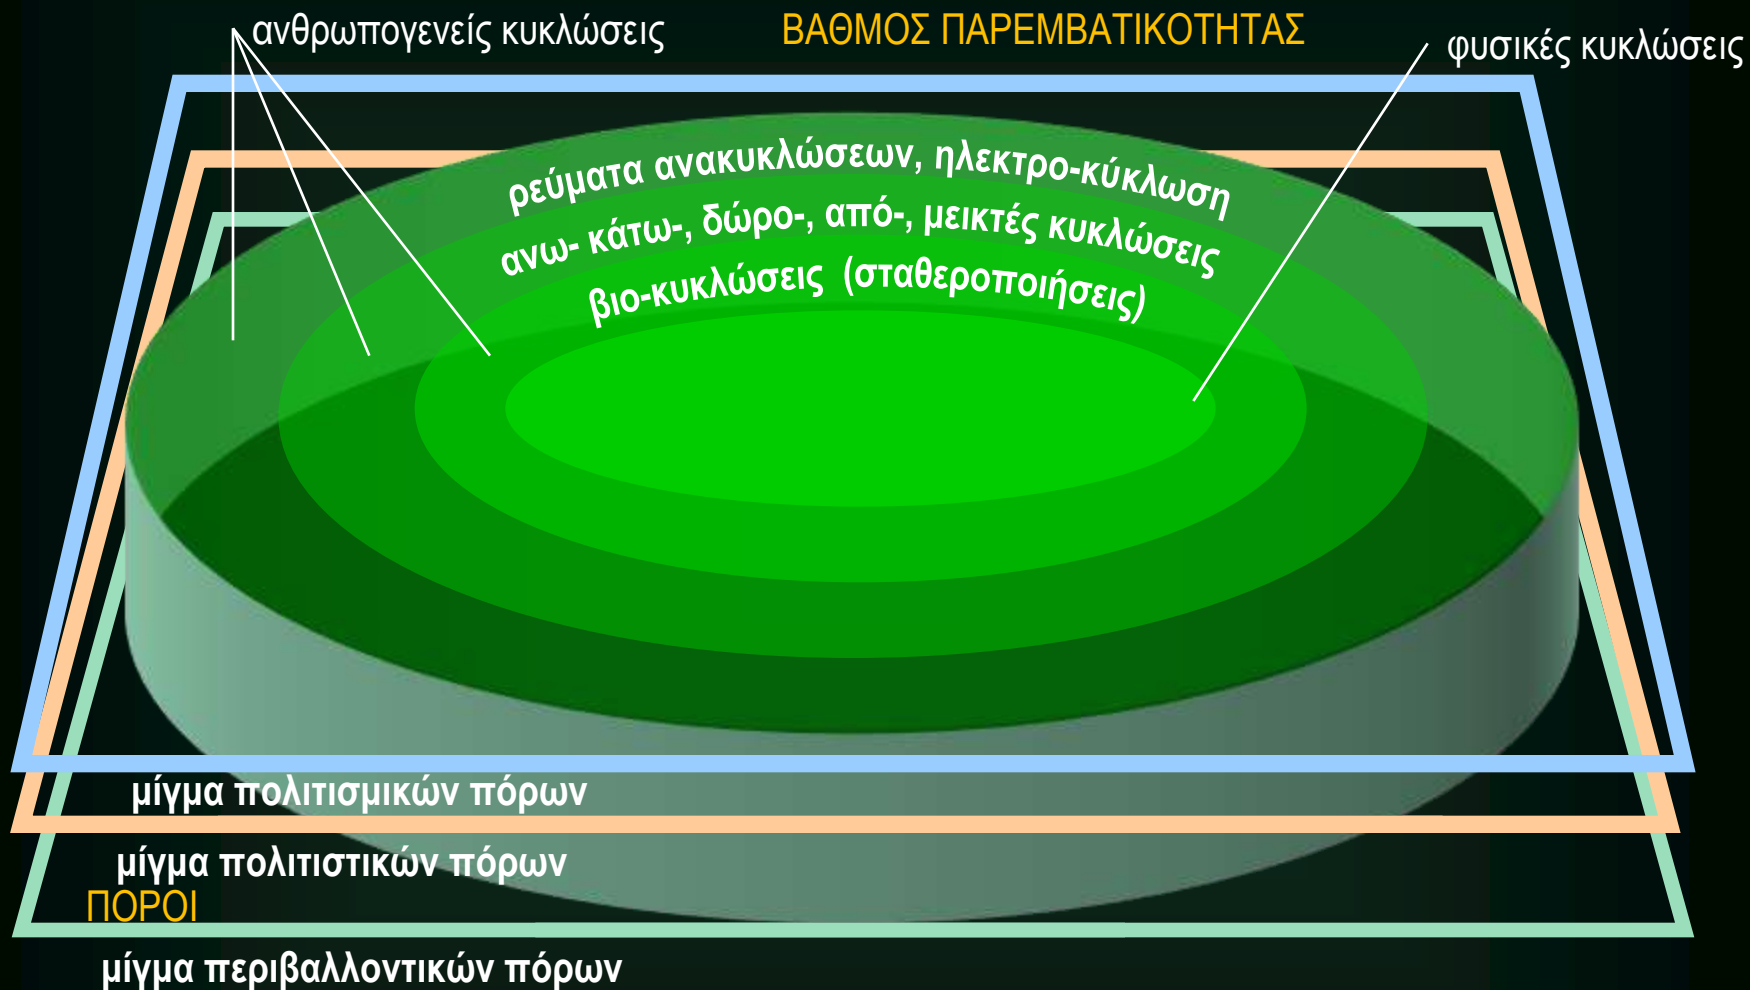 ανθρωπογενείς κυκλώσεις
ΒΑΘΜΟΣ ΠΑΡΕΜΒΑΤΙΚΟΤΗΤΑΣ
φυσικές κυκλώσεις
ρεύματα ανακυκλώσεων, ηλεκτρο-κύκλωση
ανω- κάτω-, δώρο-, από-, μεικτές κυκλώσεις
βιο-κυκλώσεις (σταθεροποιήσεις)
μίγμα πολιτισμικών πόρων
μίγμα πολιτιστικών πόρων
ΠΟΡΟΙ
μίγμα περιβαλλοντικών πόρων